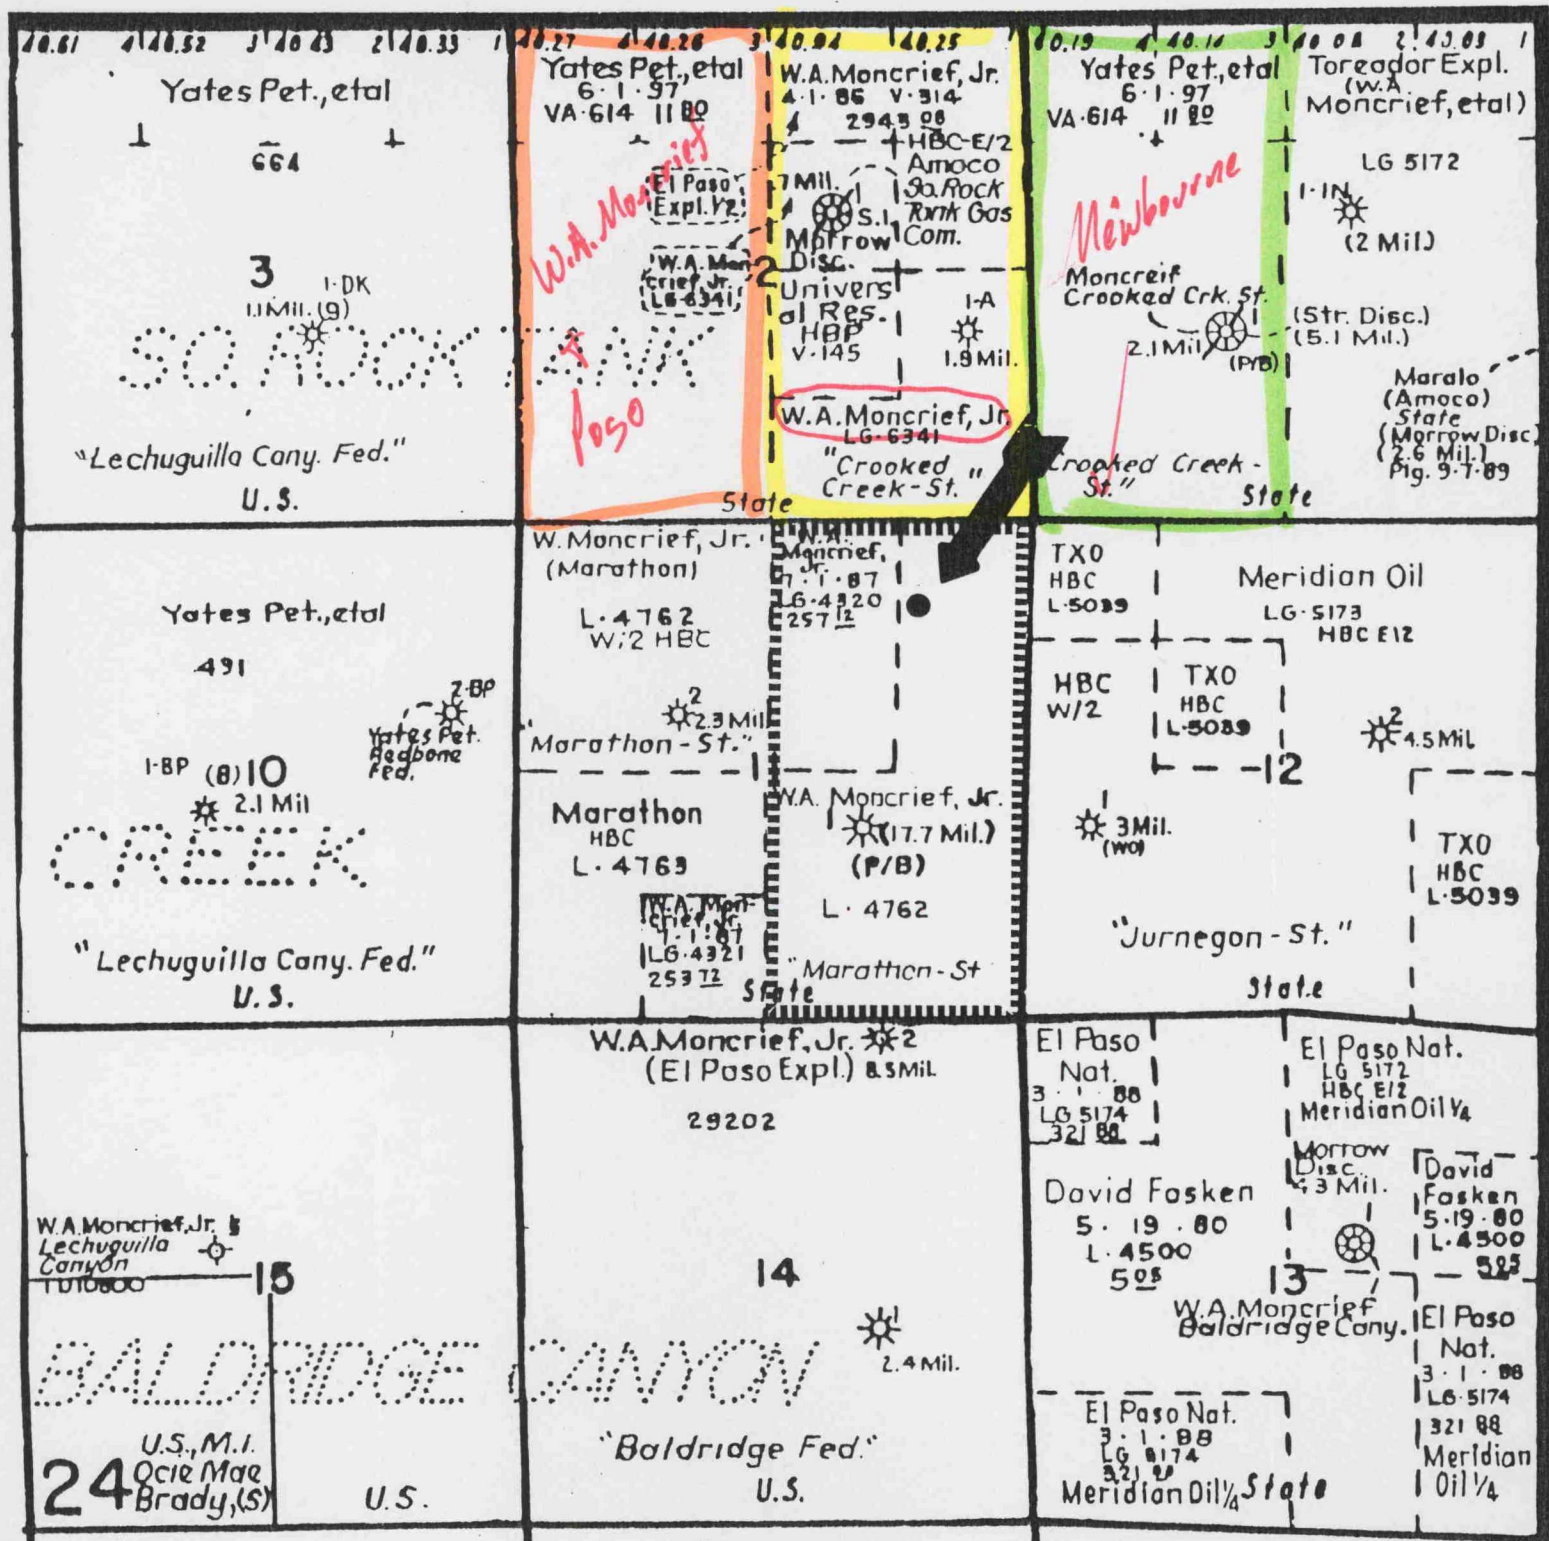 40.61 4 40.52 3 40.43 2 40.33 1
Yates Pet., etal
664
3
1-DK
1.1 Mil. (9)
SO. ROCK TANK
"Lechuguilla Cany. Fed."
U.S.
40.27 4 40.26 3
Yates Pet., etal
6·1·97
VA·614 11 80
W.A. Moncrief
El Paso
Expl. 1/2
W.A. Mon-
crief, Jr.
LG-6341
2
State
40.25 1
W.A. Moncrief, Jr.
4·1·86 V·314
2943 08
HBC-E/2
Amoco
So. Rock
Tank Gas
Com.
7 Mil. 1
S.I.
Morrow
Disc.
Univers
al Res.
HBP
V·145
1-A
1.9 Mil.
W.A. Moncrief, Jr.
LG-6341
"Crooked
Creek-St."
40.19 4 40.14 3
Yates Pet., etal
6·1·97
VA·614 11 80
Mewbourne
Moncreif
Crooked Crk. St.
1
2.1 Mil
(P/B)
(Str. Disc.)
(5.1 Mil.)
Crooked Creek-
St."
State
2 40.03 1
Toreador Expl.
(W.A.
Moncrief, etal)
LG 5172
1-IN
(2 Mil)
Maralo
(Amoco)
State
(Morrow Disc)
(2.6 Mil.)
Plg. 9-7-89
Yates Pet., etal
491
2-BP
Yates Pet.
Redbone
Fed.
1-BP (8) 10
2.1 Mil
CREEK
"Lechuguilla Cany. Fed."
U.S.
W. Moncrief, Jr.
(Marathon)
L·4762
W/2 HBC
2
2.3 Mil
"Marathon-St."
Marathon
HBC
L·4763
W.A. Mon-
crief, Jr.
7·1·87
LG-4321
253 72
State
W.A.
Moncrief,
Jr.
7·1·87
LG-4320
257 12
W.A. Moncrief, Jr.
1
(17.7 Mil.)
(P/B)
L·4762
"Marathon-St
TXO
HBC
L-5039
Meridian Oil
LG-5173
HBC E/2
HBC
W/2
TXO
HBC
L-5039
2
4.5 Mil
12
1
3 Mil.
(WO)
TXO
HBC
L-5039
"Jurnegon-St."
State
W.A. Moncrief, Jr.
Lechuguilla
Canyon
15
BALDRIDGE CANYON
24
U.S., M.I.
Ocie Mae
Brady, (S)
U.S.
W.A. Moncrief, Jr. 2
(El Paso Expl.) 8.5 Mil.
29202
14
1
2.4 Mil.
"Baldridge Fed."
U.S.
El Paso
Nat.
3·1·88
LG 5174
321 88
El Paso Nat.
LG 5172
HBC E/2
Meridian Oil 1/4
David Fasken
5·19·80
L·4500
5 05
Morrow
Disc.
4.3 Mil.
David
Fasken
5·19·80
L·4500
5 05
13
W.A. Moncrief
Baldridge Cany.
El Paso
Nat.
3·1·88
LG-5174
321 88
Meridian
Oil 1/4
El Paso Nat.
3·1·88
LG 5174
Meridian Oil 1/4 State